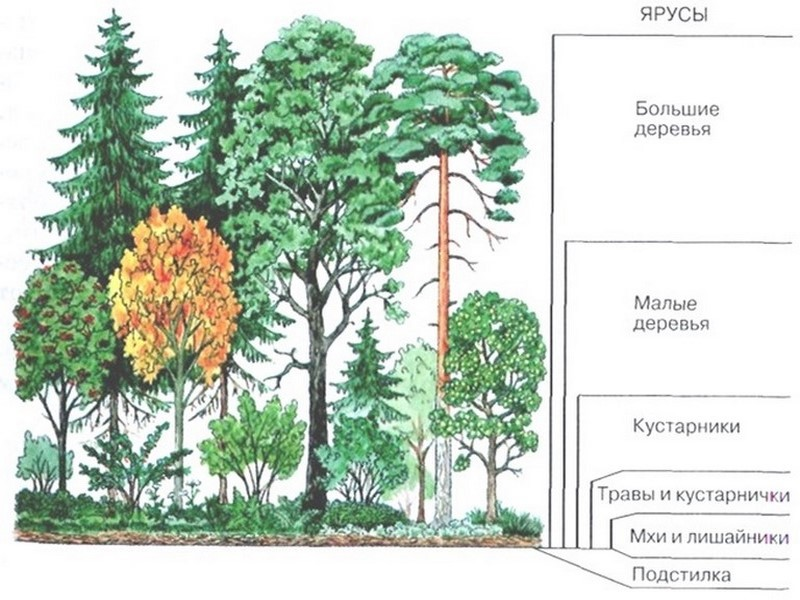 ЯРУСЫ
Большие
деревья
Малые
деревья
Кустарники
Травы и кустарнички
Мхи и лишайники
Подстилка